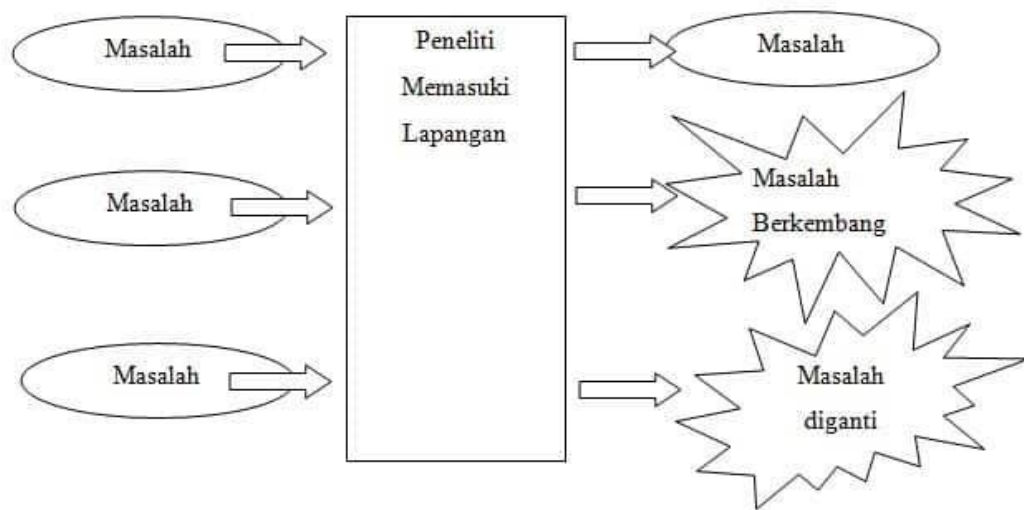 Masalah
Peneliti
Memasuki
Lapangan
Masalah
Masalah
Masalah
Berkembang
Masalah
Masalah
diganti